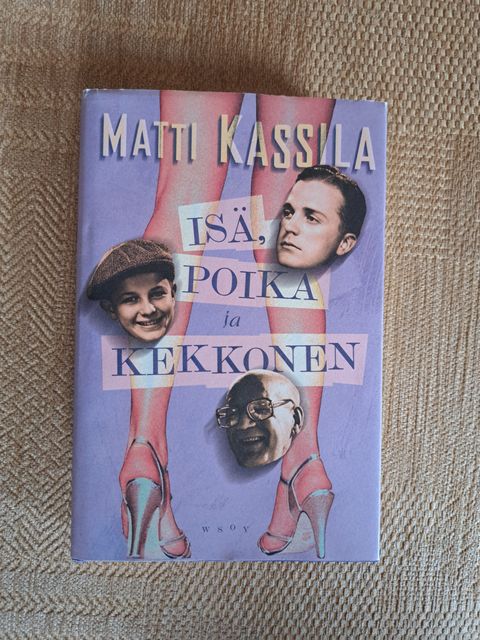 MATTI KASSILA
ISÄ,
POIKA
ja
KEKKONEN
WSOY